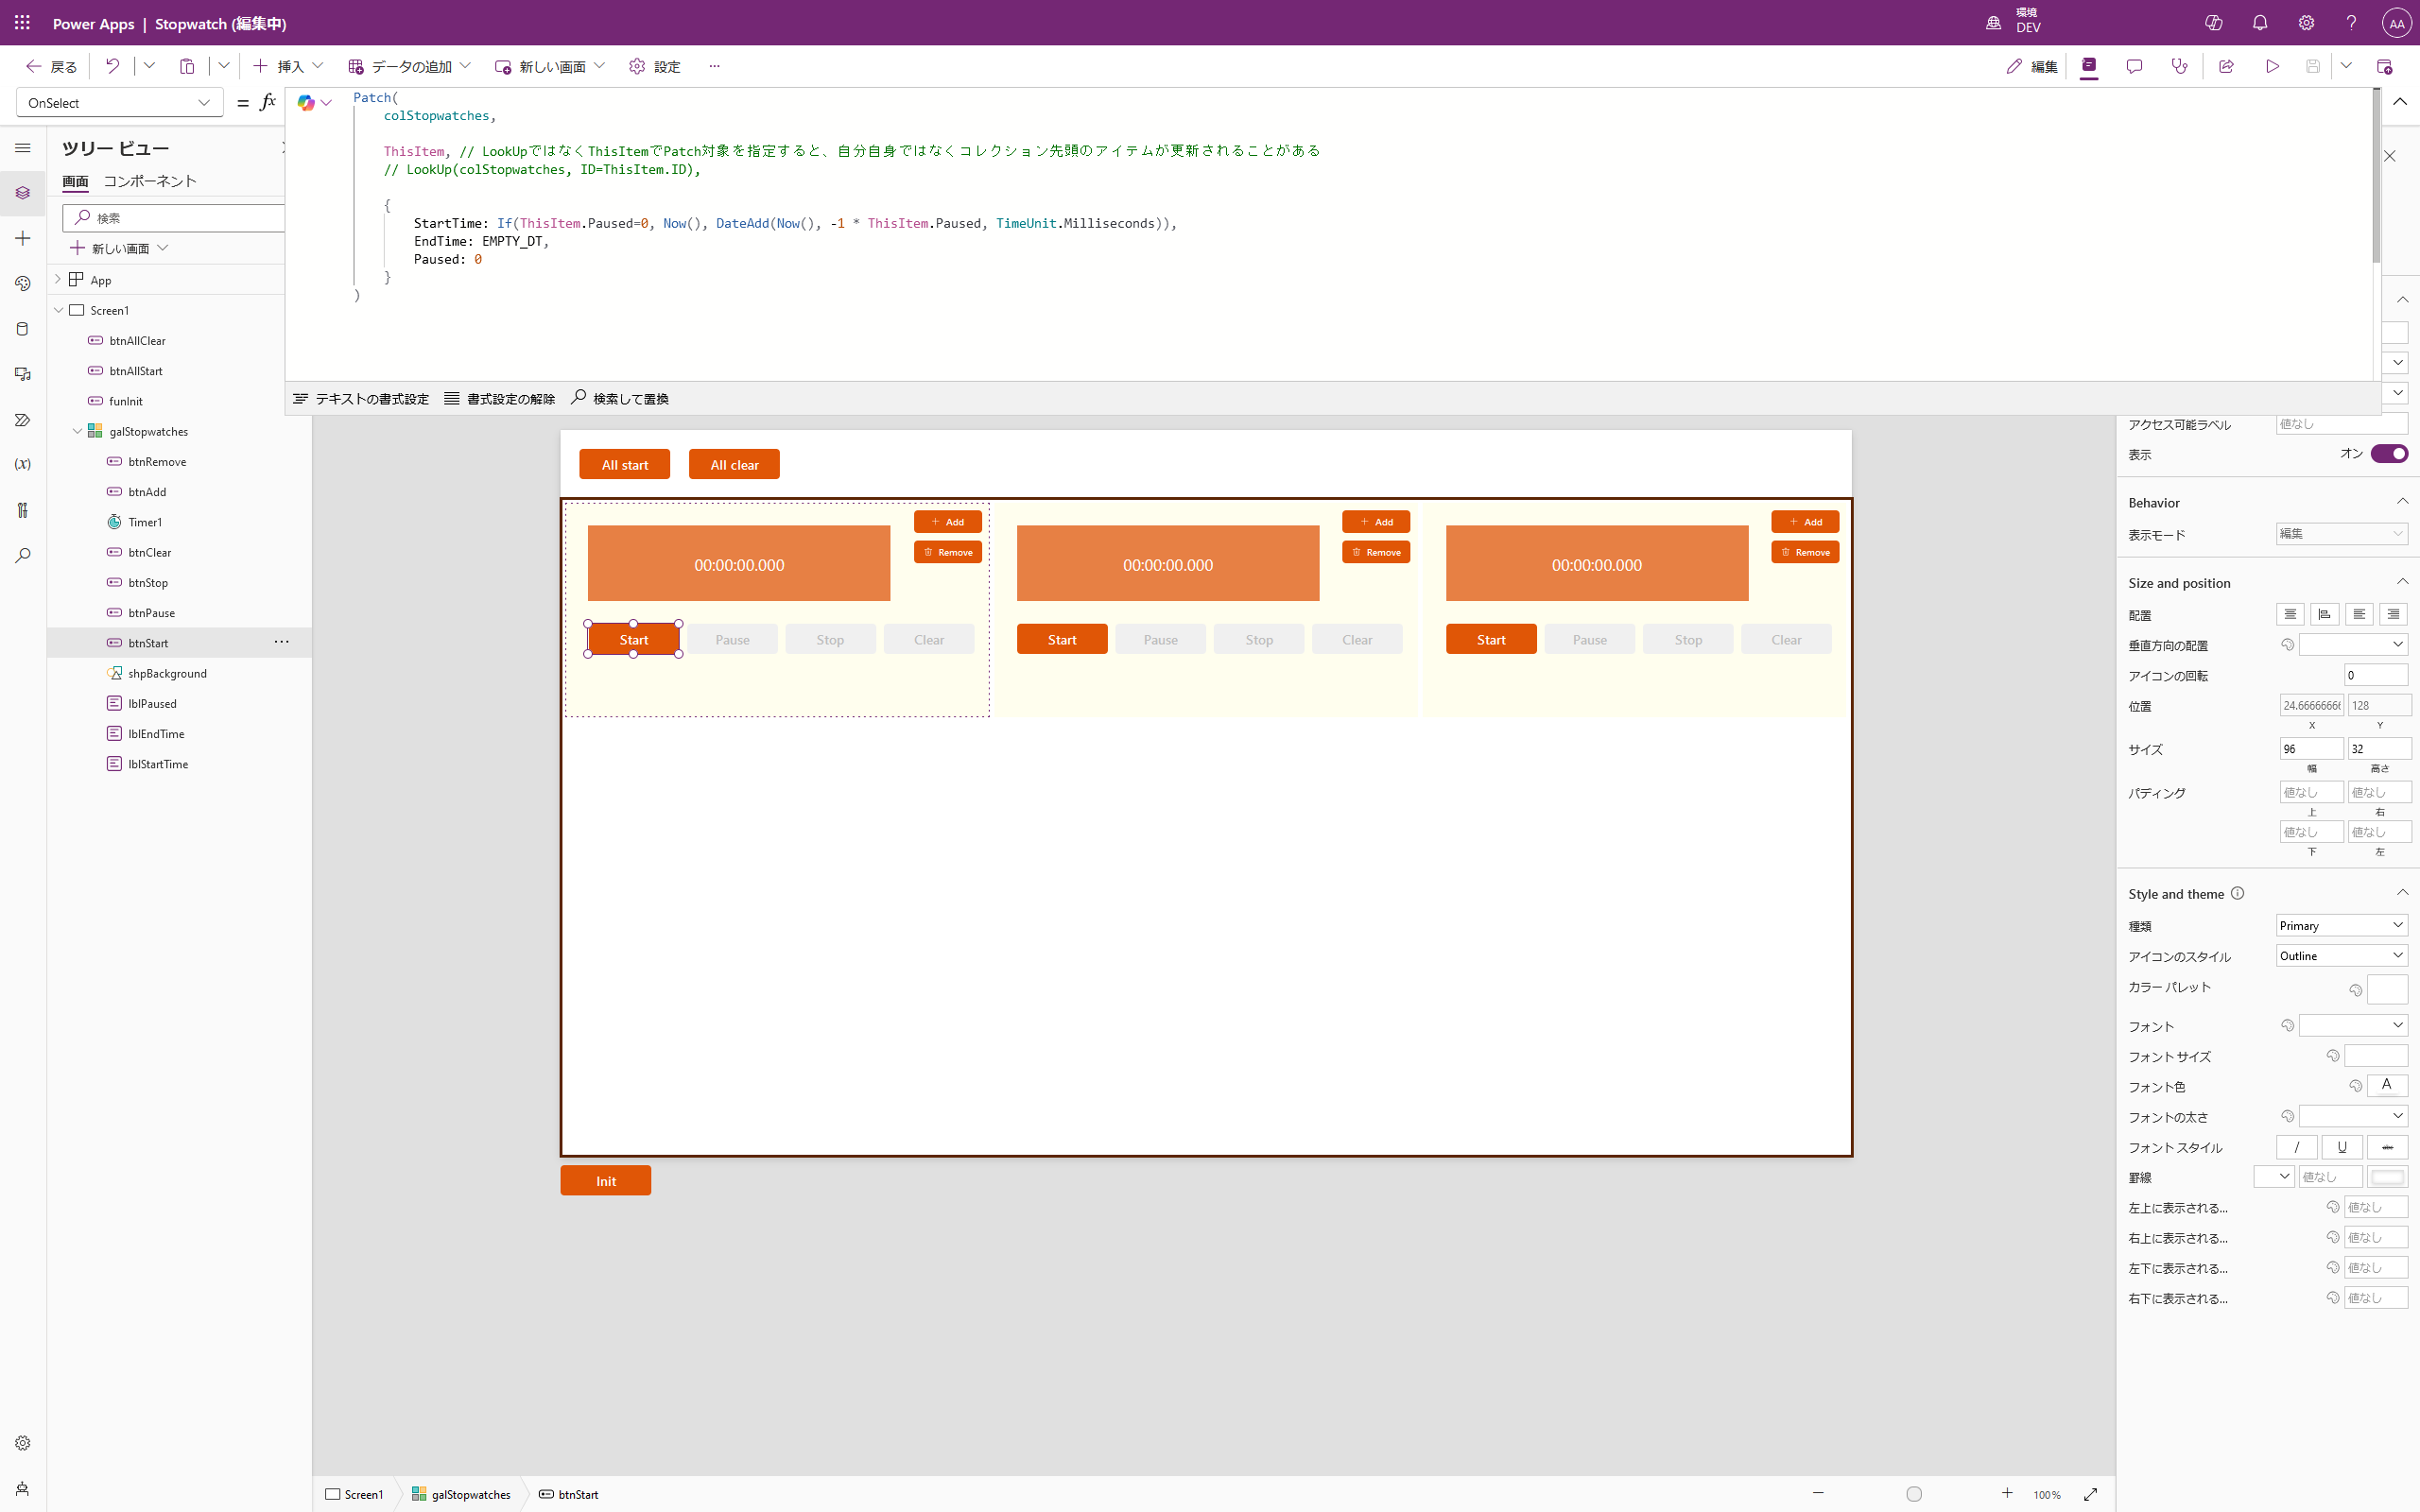 Power Apps | Stopwatch (編集中)
環境
DEV
AA
戻る
挿入
データの追加
新しい画面
設定
編集
OnSelect
= fx
Patch(
colStopwatches,
ThisItem, // LookUpではなくThisItemでPatch対象を指定すると、自分自身ではなくコレクション先頭のアイテムが更新されることがある
// LookUp(colStopwatches, ID=ThisItem.ID),
{
StartTime: If(ThisItem.Paused=0, Now(), DateAdd(Now(), -1 * ThisItem.Paused, TimeUnit.Milliseconds)),
EndTime: EMPTY_DT,
Paused: 0
}
)
テキストの書式設定
書式設定の解除
検索して置換
ツリー ビュー
画面
コンポーネント
検索
新しい画面
App
Screen1
btnAllClear
btnAllStart
funInit
galStopwatches
btnRemove
btnAdd
Timer1
btnClear
btnStop
btnPause
btnStart
shpBackground
lblPaused
lblEndTime
lblStartTime
All start
All clear
00:00:00.000
Add
Remove
Start
Pause
Stop
Clear
00:00:00.000
Add
Remove
Start
Pause
Stop
Clear
00:00:00.000
Add
Remove
Start
Pause
Stop
Clear
Init
アクセス可能ラベル
値なし
表示
オン
Behavior
表示モード
編集
Size and position
配置
垂直方向の配置
アイコンの回転
0
位置
24.66666666
128
X
Y
サイズ
96
32
幅
高さ
パディング
値なし
値なし
上
右
値なし
値なし
下
左
Style and theme
種類
Primary
アイコンのスタイル
Outline
カラー パレット
フォント
フォント サイズ
フォント色
A
フォントの太さ
フォント スタイル
/
U
罫線
値なし
左上に表示される...
値なし
右上に表示される...
値なし
左下に表示される...
値なし
右下に表示される...
値なし
Screen1
galStopwatches
btnStart
100%